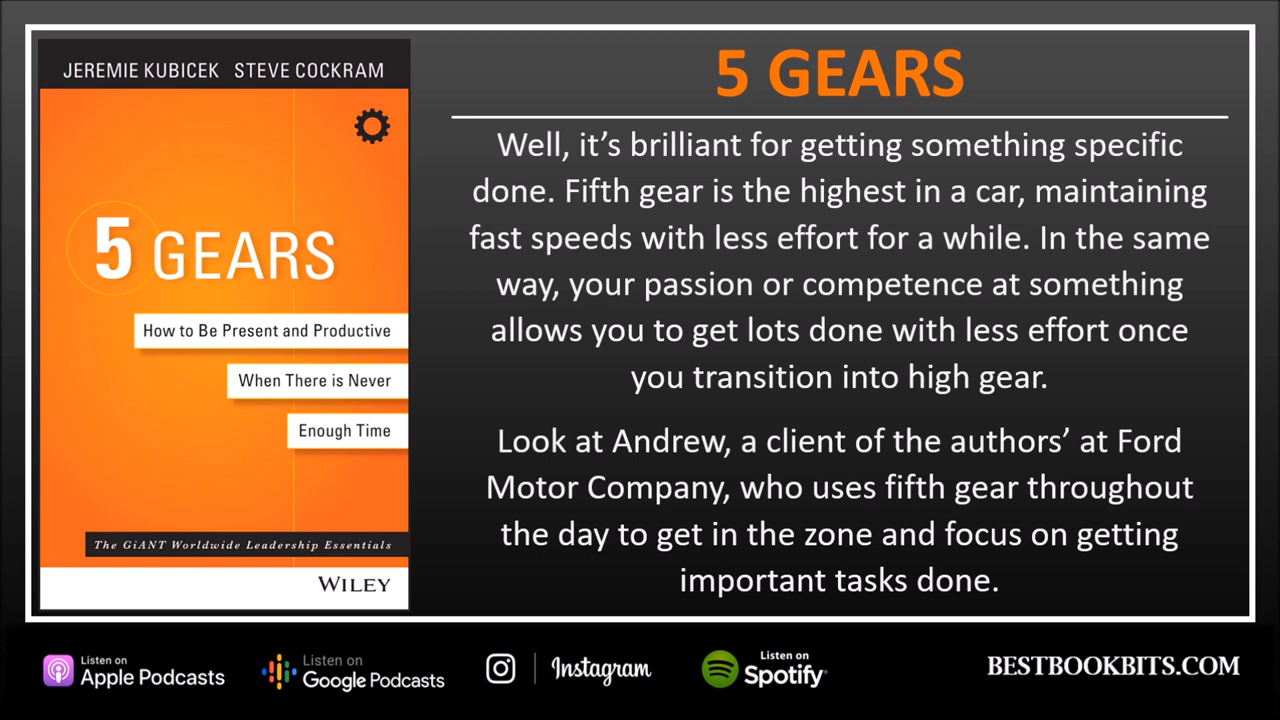 JEREMIE KUBICEK STEVE COCKRAM
5 GEARS
How to Be Present and Productive
When There is Never
Enough Time
The GiANT Worldwide Leadership Essentials
WILEY
5 GEARS
Well, it’s brilliant for getting something specific
done. Fifth gear is the highest in a car, maintaining
fast speeds with less effort for a while. In the same
way, your passion or competence at something
allows you to get lots done with less effort once
you transition into high gear.
Look at Andrew, a client of the authors’ at Ford
Motor Company, who uses fifth gear throughout
the day to get in the zone and focus on getting
important tasks done.
Listen on
Apple Podcasts
Listen on
Google Podcasts
Instagram
Listen on
Spotify
BESTBOOKBITS.COM